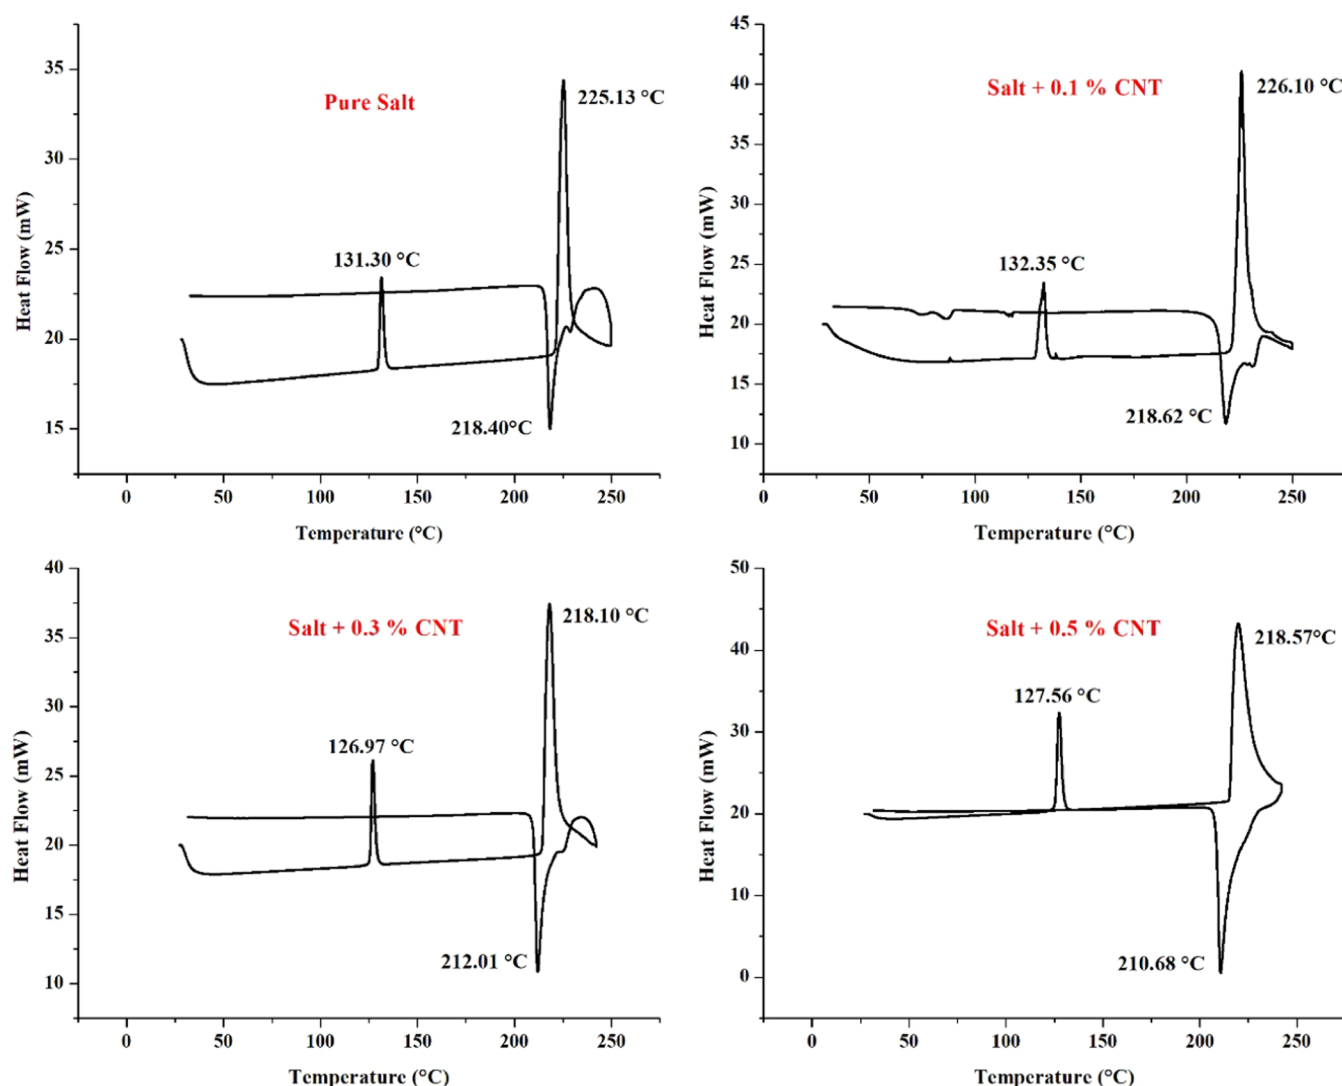 Pure Salt
225.13 °C
131.30 °C
218.40°C
35
30
25
20
15
0
50
100
150
200
250
Heat Flow (mW)
Temperature (°C)
Salt + 0.1 % CNT
226.10 °C
132.35 °C
218.62 °C
45
40
35
30
25
20
15
10
0
50
100
150
200
250
Heat Flow (mW)
Temperature (°C)
Salt + 0.3 % CNT
218.10 °C
126.97 °C
212.01 °C
40
35
30
25
20
15
10
0
50
100
150
200
250
Heat Flow (mW)
Temperature (°C)
Salt + 0.5 % CNT
218.57°C
127.56 °C
210.68 °C
50
40
30
20
10
0
0
50
100
150
200
250
Heat Flow (mW)
Temperature (°C)